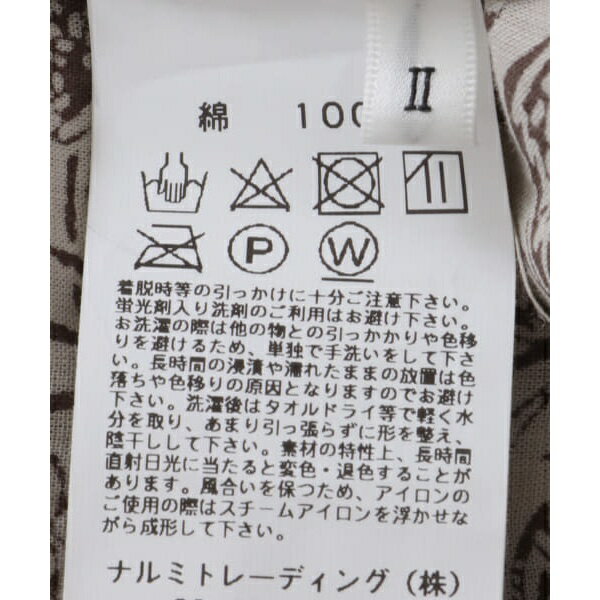 II
綿 100
P W
着脱時等の引っかけに十分ご注意下さい。
蛍光剤入り洗剤のご利用はお避け下さい。
お洗濯の際は他の物との引っかかりや色移
りを避けるため、単独で手洗いをして下さ
い。長時間の浸漬や濡れたままの放置は色
落ちや色移りの原因となりますのでお避け
下さい。洗濯後はタオルドライ等で軽く水
分を取り、あまり引っ張らずに形を整え、
陰干しして下さい。素材の特性上、長時間
直射日光に当たると変色・退色することが
あります。風合いを保つため、アイロンの
ご使用の際はスチームアイロンを浮かせな
がら成形して下さい。
ナルミトレーディング(株)